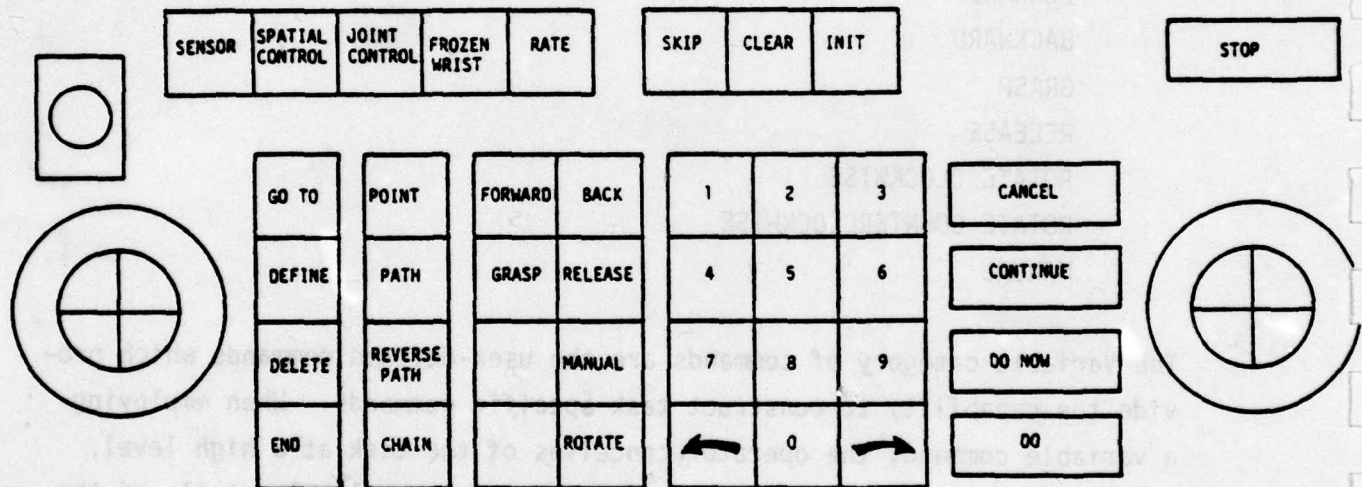 SENSOR
SPATIAL CONTROL
JOINT CONTROL
FROZEN WRIST
RATE
SKIP
CLEAR
INIT
STOP
GO TO
POINT
FORWARD
BACK
1
2
3
CANCEL
DEFINE
PATH
GRASP
RELEASE
4
5
6
CONTINUE
DELETE
REVERSE PATH
MANUAL
8
9
DO NOW
END
CHAIN
ROTATE
0
DO